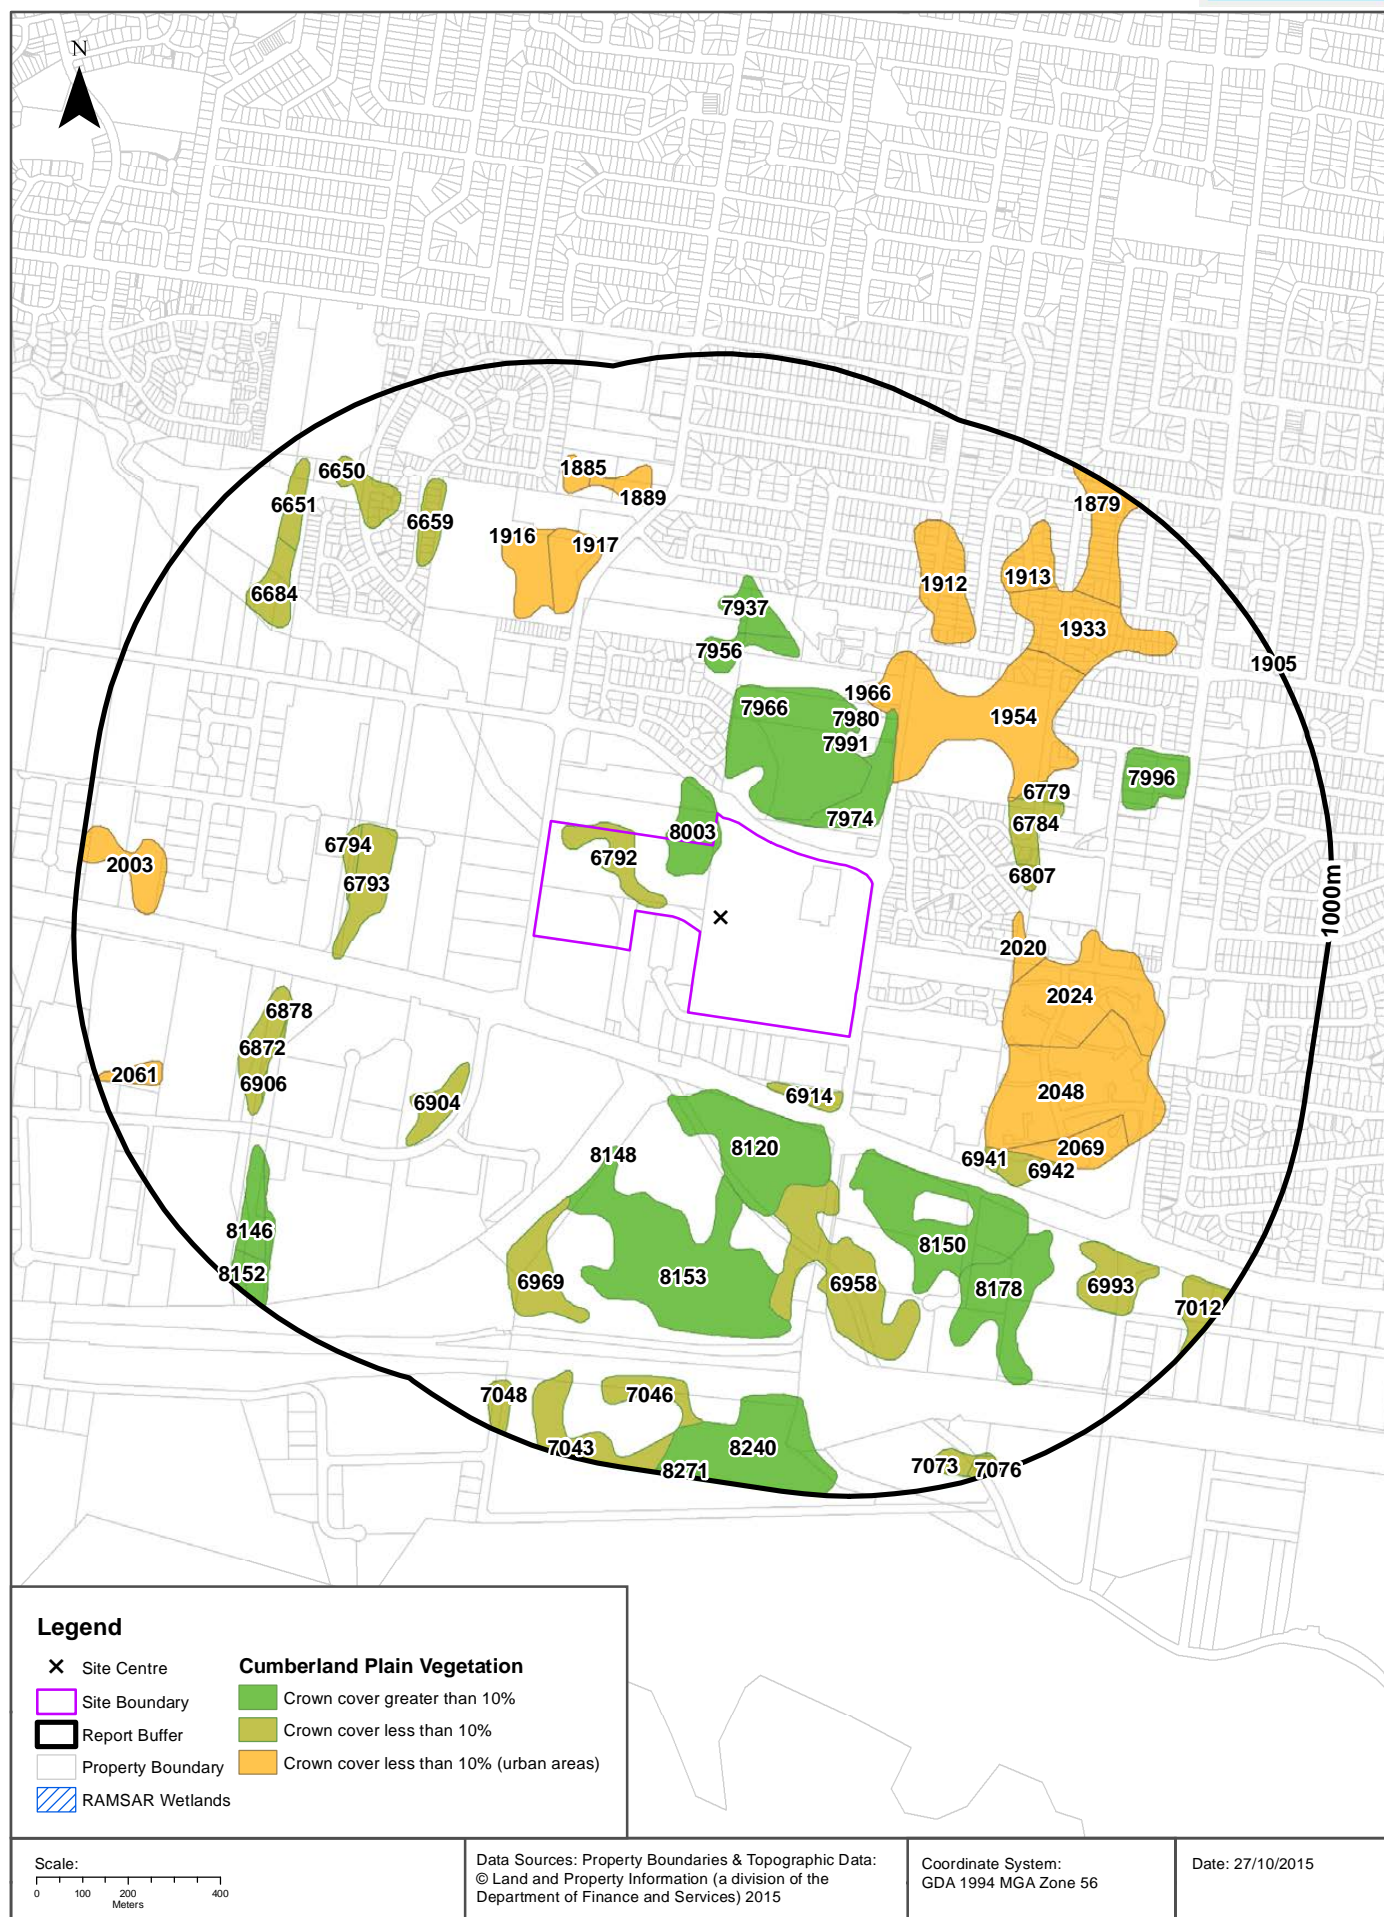 N
6650
6651
6659
6684
1885
1889
1916
1917
1879
1912
1913
1933
1905
7937
7956
1966
7966
7980
7991
1954
7996
7974
6779
6784
6807
8003
6792
6794
6793
2003
1000m
2020
2024
6878
6872
6906
2061
6904
6914
2048
2069
6941
6942
8148
8120
8146
8152
8150
8153
6969
6958
8178
6993
7012
7048
7046
7043
8240
8271
7073
7076
Legend
Site Centre
Site Boundary
Report Buffer
Property Boundary
RAMSAR Wetlands
Cumberland Plain Vegetation
Crown cover greater than 10%
Crown cover less than 10%
Crown cover less than 10% (urban areas)
Scale:
0 100 200 400
Meters
Data Sources: Property Boundaries & Topographic Data:
© Land and Property Information (a division of the
Department of Finance and Services) 2015
Coordinate System:
GDA 1994 MGA Zone 56
Date: 27/10/2015